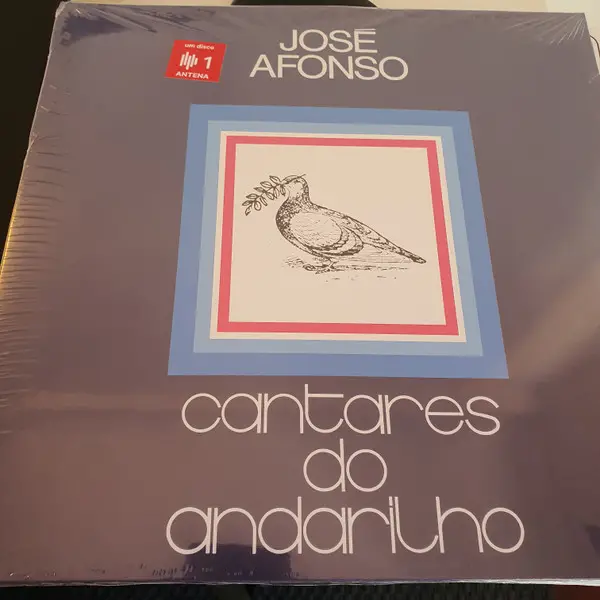 JOSÉ
AFONSO
um disco
1
ANTENA
cantares
do
andarilho